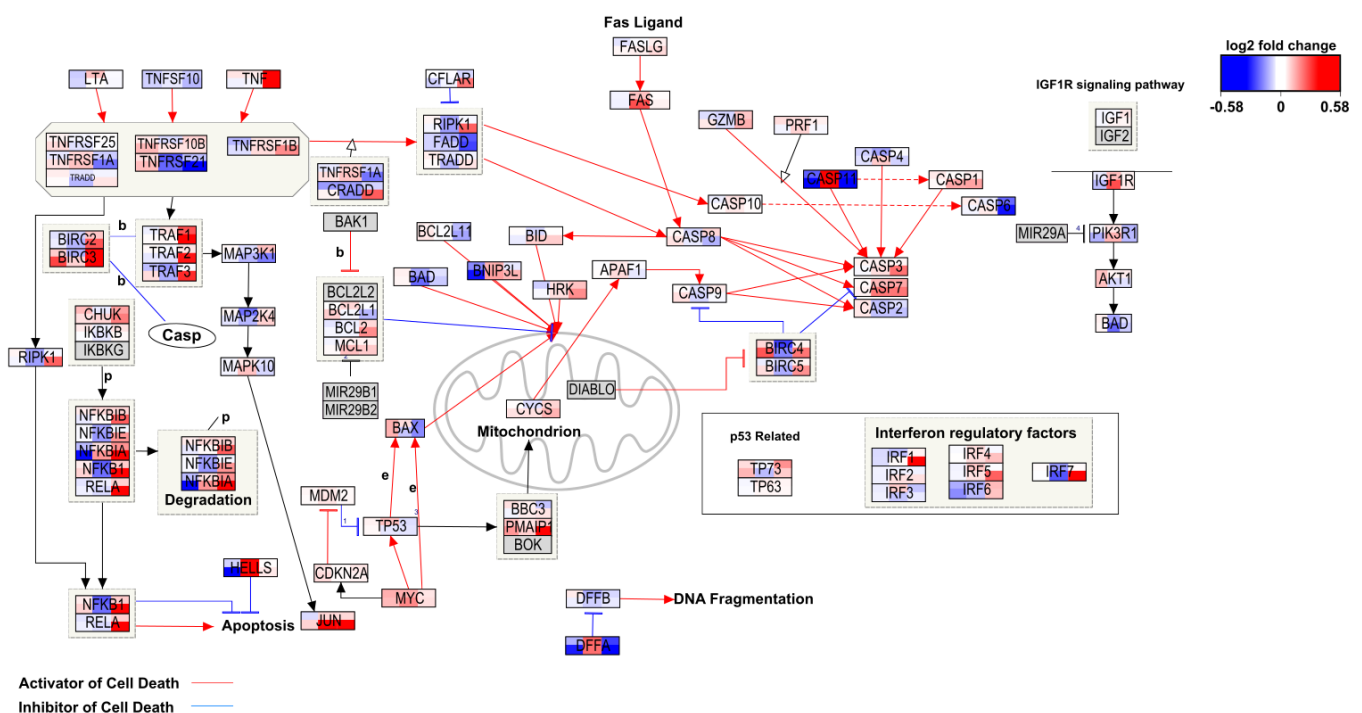 Fas Ligand
FASLG
log2 fold change
-0.58 0 0.58
LTA
TNFSF10
TNF
CFLAR
FAS
IGF1R signaling pathway
IGF1
IGF2
GZMB
PRF1
TNFRSF25
TNFRSF1A
TRADD
TNFRSF10B
TNFRSF21
TNFRSF1B
RIPK1
FADD
TRADD
TNFRSF1A
CRADD
CASP4
CASP11
CASP1
CASP10
CASP6
IGF1R
MIR29A
4
PIK3R1
AKT1
BAD
b
BIRC2
BIRC3
b
TRAF1
TRAF2
TRAF3
MAP3K1
BAK1
b
BCL2L11
BID
CASP8
BAD
BNIP3L
HRK
APAF1
CASP9
CASP3
CASP7
CASP2
BCL2L2
BCL2L1
BCL2
MCL1
CHUK
IKBKB
IKBKG
Casp
MAP2K4
MAPK10
RIPK1
p
MIR29B1
MIR29B2
BIRC4
BIRC5
DIABLO
CYCS
Mitochondrion
BAX
NFKBIB
NFKBIE
NFKBIA
NFKB1
RELA
p
NFKBIB
NFKBIE
NFKBIA
Degradation
p53 Related
TP73
TP63
Interferon regulatory factors
IRF1
IRF2
IRF3
IRF4
IRF5
IRF6
IRF7
e
e
MDM2
1
TP53
3
BBC3
PMAIP1
BOK
HELLS
CDKN2A
MYC
JUN
NFKB1
RELA
Apoptosis
DFFB
DNA Fragmentation
DFFA
Activator of Cell Death
Inhibitor of Cell Death